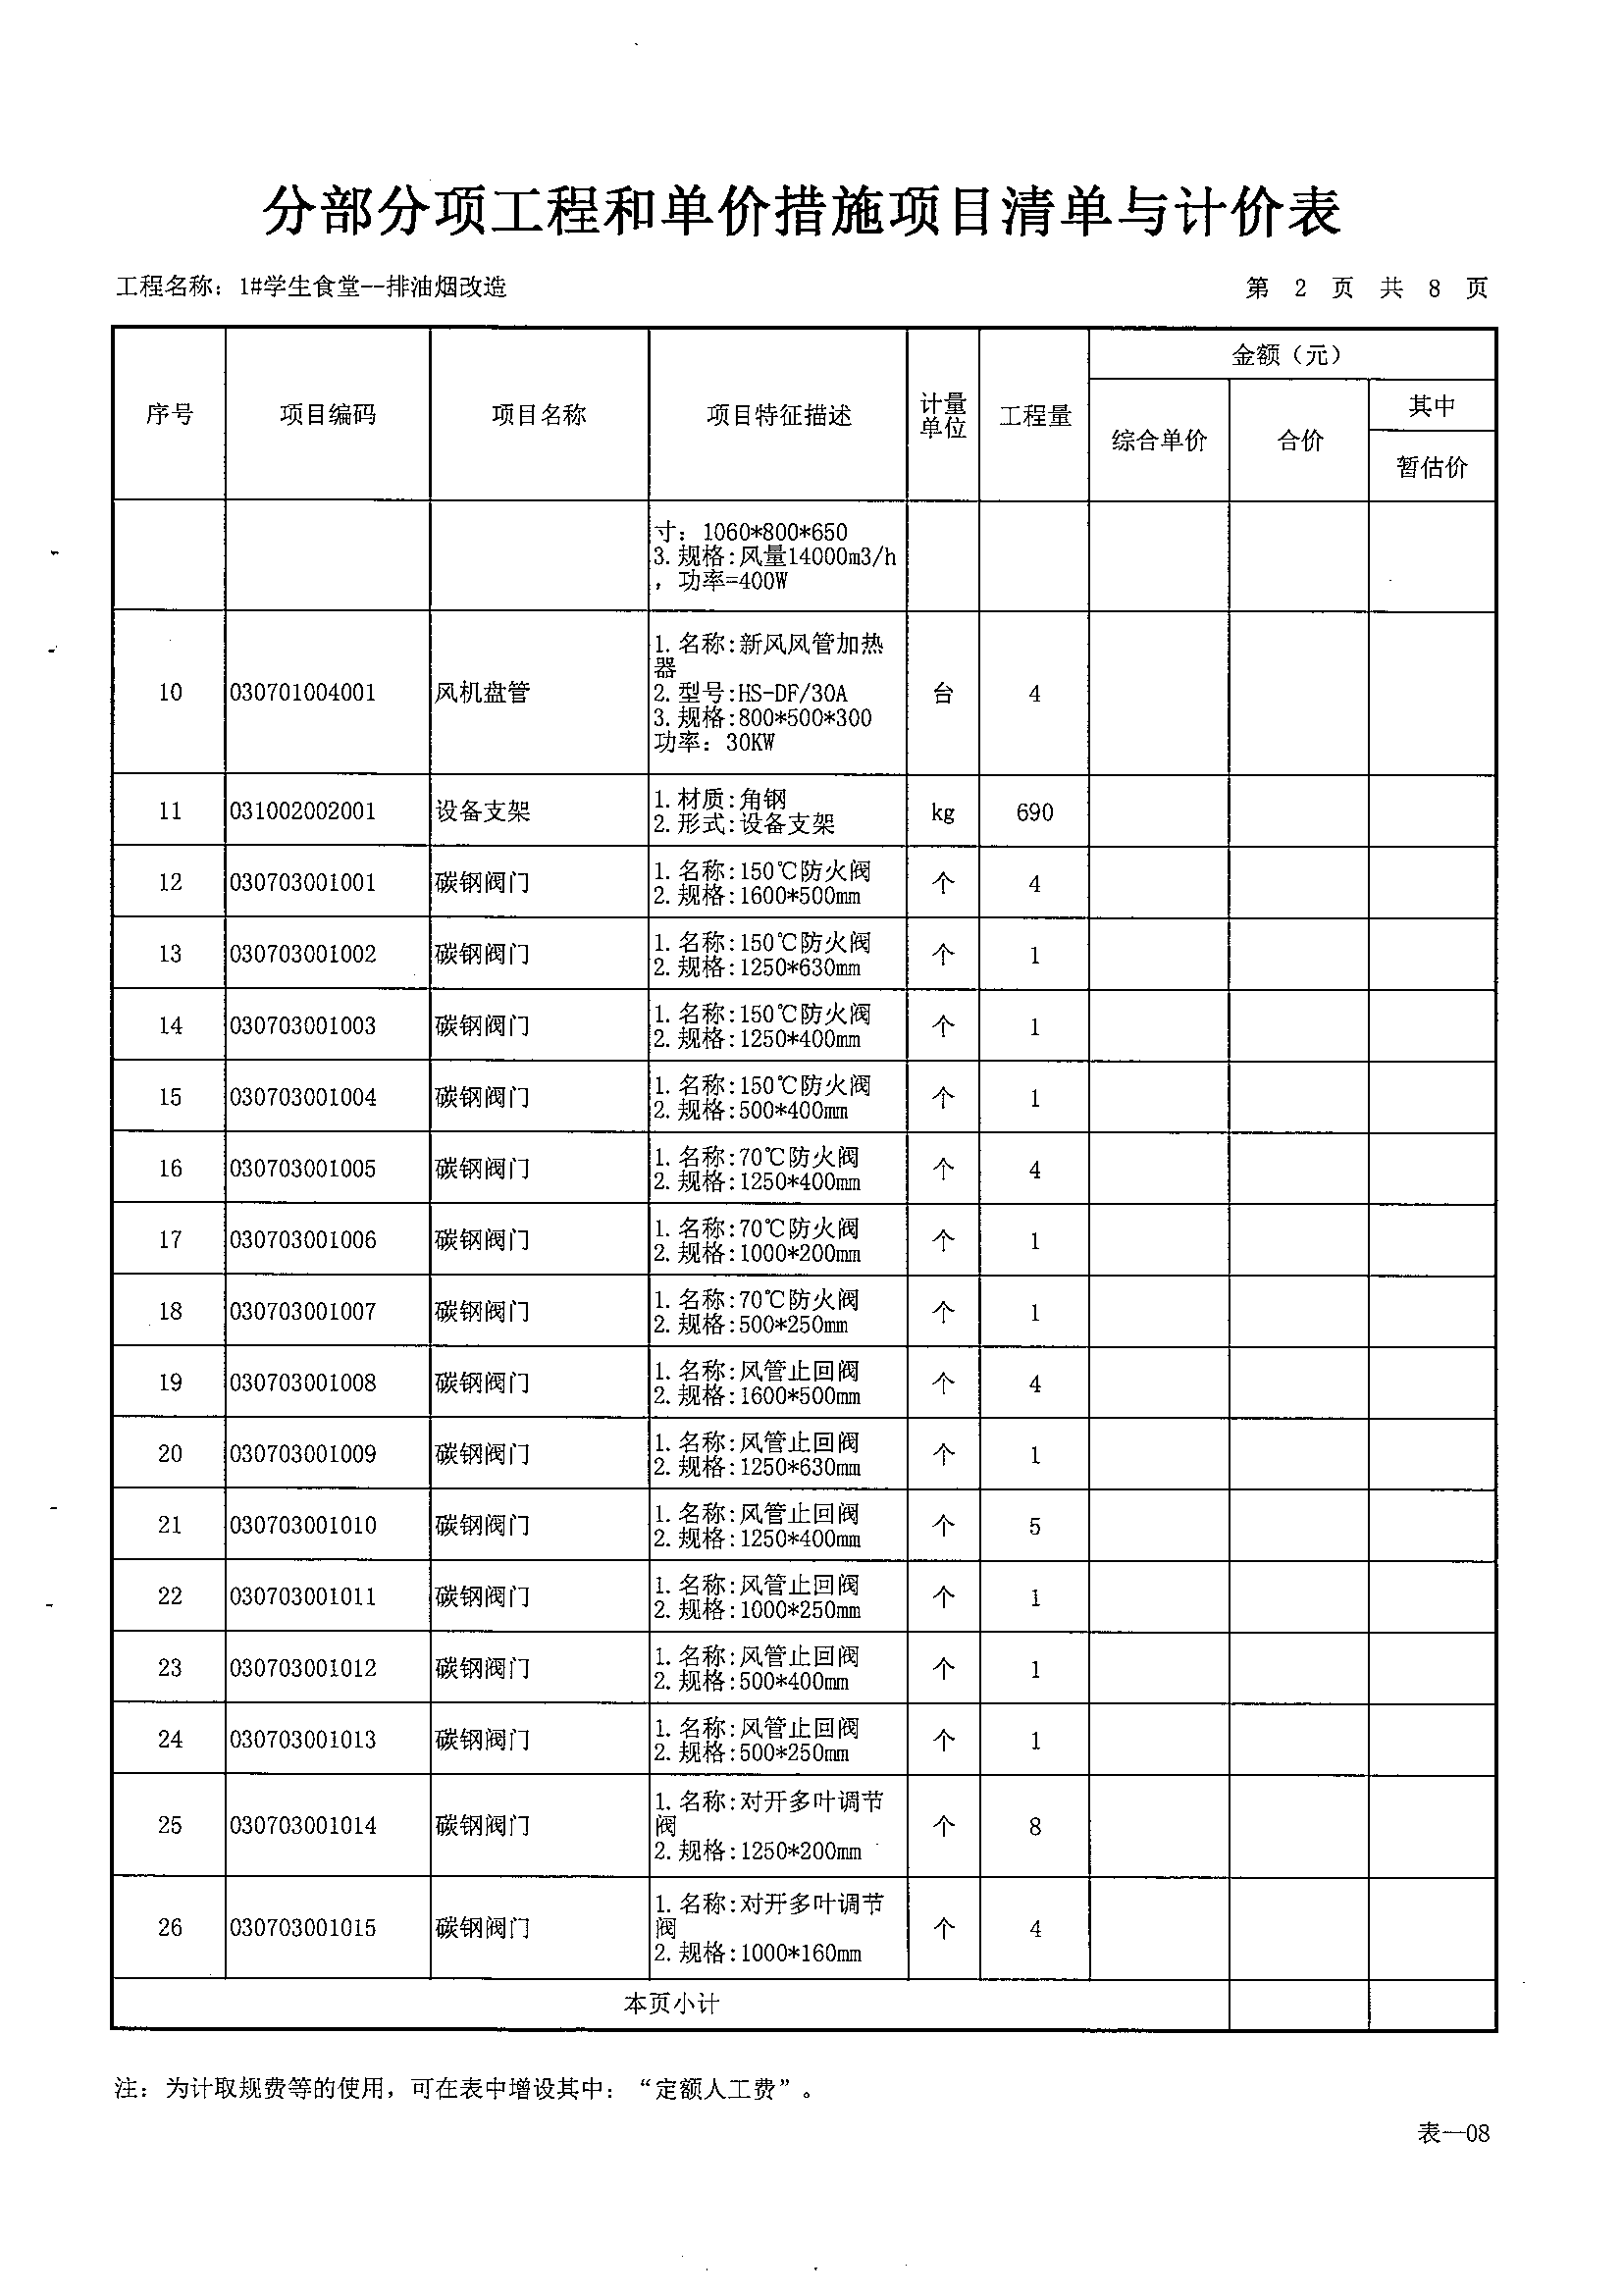 分部分项工程和单价措施项目清单与计价表
工程名称：1#学生食堂--排油烟改造 第 2 页 共 8 页
序号 项目编码 项目名称 项目特征描述 计量单位 工程量 金额（元）
综合单价 合价 其中
暂估价
寸：1060*800*650
3.规格:风量14000m3/h
，功率=400W
10 030701004001 风机盘管 1.名称:新风风管加热
器
2.型号:HS-DF/30A
3.规格:800*500*300
功率：30KW 台 4
11 031002002001 设备支架 1.材质:角钢
2.形式:设备支架 kg 690
12 030703001001 碳钢阀门 1.名称:150℃防火阀
2.规格:1600*500mm 个 4
13 030703001002 碳钢阀门 1.名称:150℃防火阀
2.规格:1250*630mm 个 1
14 030703001003 碳钢阀门 1.名称:150℃防火阀
2.规格:1250*400mm 个 1
15 030703001004 碳钢阀门 1.名称:150℃防火阀
2.规格:500*400mm 个 1
16 030703001005 碳钢阀门 1.名称:70℃防火阀
2.规格:1250*400mm 个 4
17 030703001006 碳钢阀门 1.名称:70℃防火阀
2.规格:1000*200mm 个 1
18 030703001007 碳钢阀门 1.名称:70℃防火阀
2.规格:500*250mm 个 1
19 030703001008 碳钢阀门 1.名称:风管止回阀
2.规格:1600*500mm 个 4
20 030703001009 碳钢阀门 1.名称:风管止回阀
2.规格:1250*630mm 个 1
21 030703001010 碳钢阀门 1.名称:风管止回阀
2.规格:1250*400mm 个 5
22 030703001011 碳钢阀门 1.名称:风管止回阀
2.规格:1000*250mm 个 1
23 030703001012 碳钢阀门 1.名称:风管止回阀
2.规格:500*400mm 个 1
24 030703001013 碳钢阀门 1.名称:风管止回阀
2.规格:500*250mm 个 1
25 030703001014 碳钢阀门 1.名称:对开多叶调节
阀
2.规格:1250*200mm 个 8
26 030703001015 碳钢阀门 1.名称:对开多叶调节
阀
2.规格:1000*160mm 个 4
本页小计
注：为计取规费等的使用，可在表中增设其中：“定额人工费”。
表—08